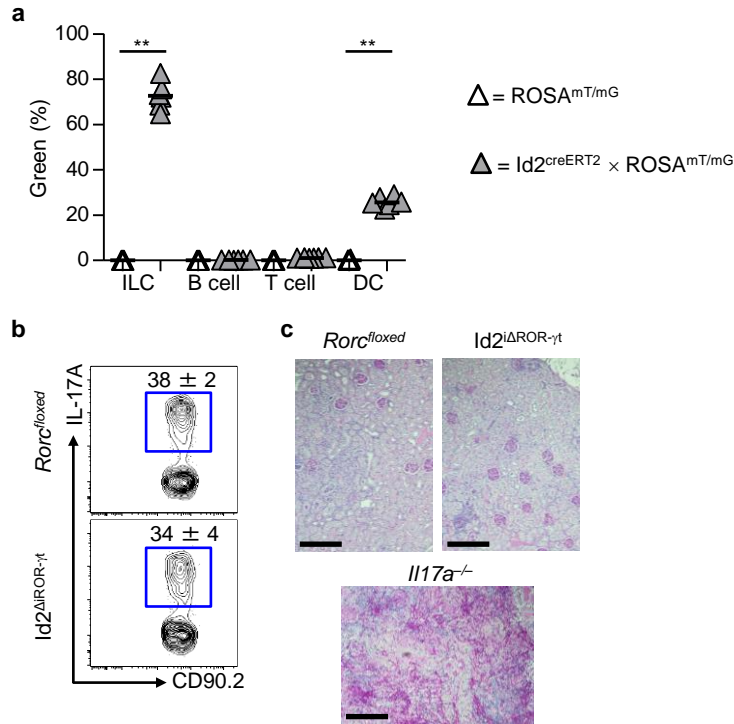 a
100
80
60
40
20
0
Green (%)
**
**
ILC
B cell
T cell
DC
= ROSAmT/mG
= Id2creERT2 × ROSAmT/mG
b
IL-17A
38 ± 2
Rorcfloxed
34 ± 4
Id2ΔiROR-γt
CD90.2
c
Rorcfloxed
Id2iΔROR-γt
Il17a–/–